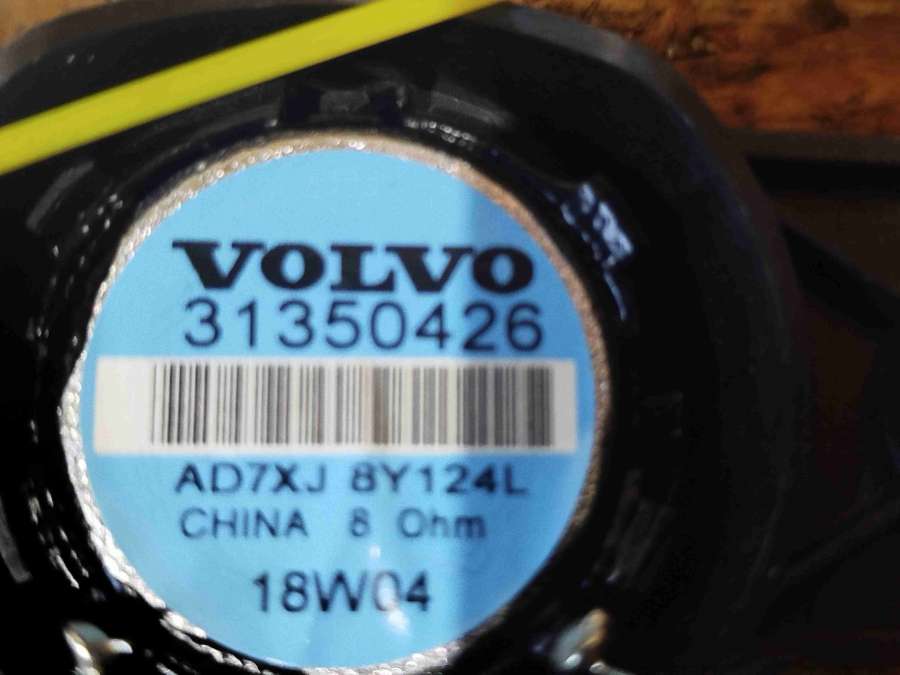 VOLVO
31350426
AD7XJ 8Y124L
CHINA 8 Ohm
18W04